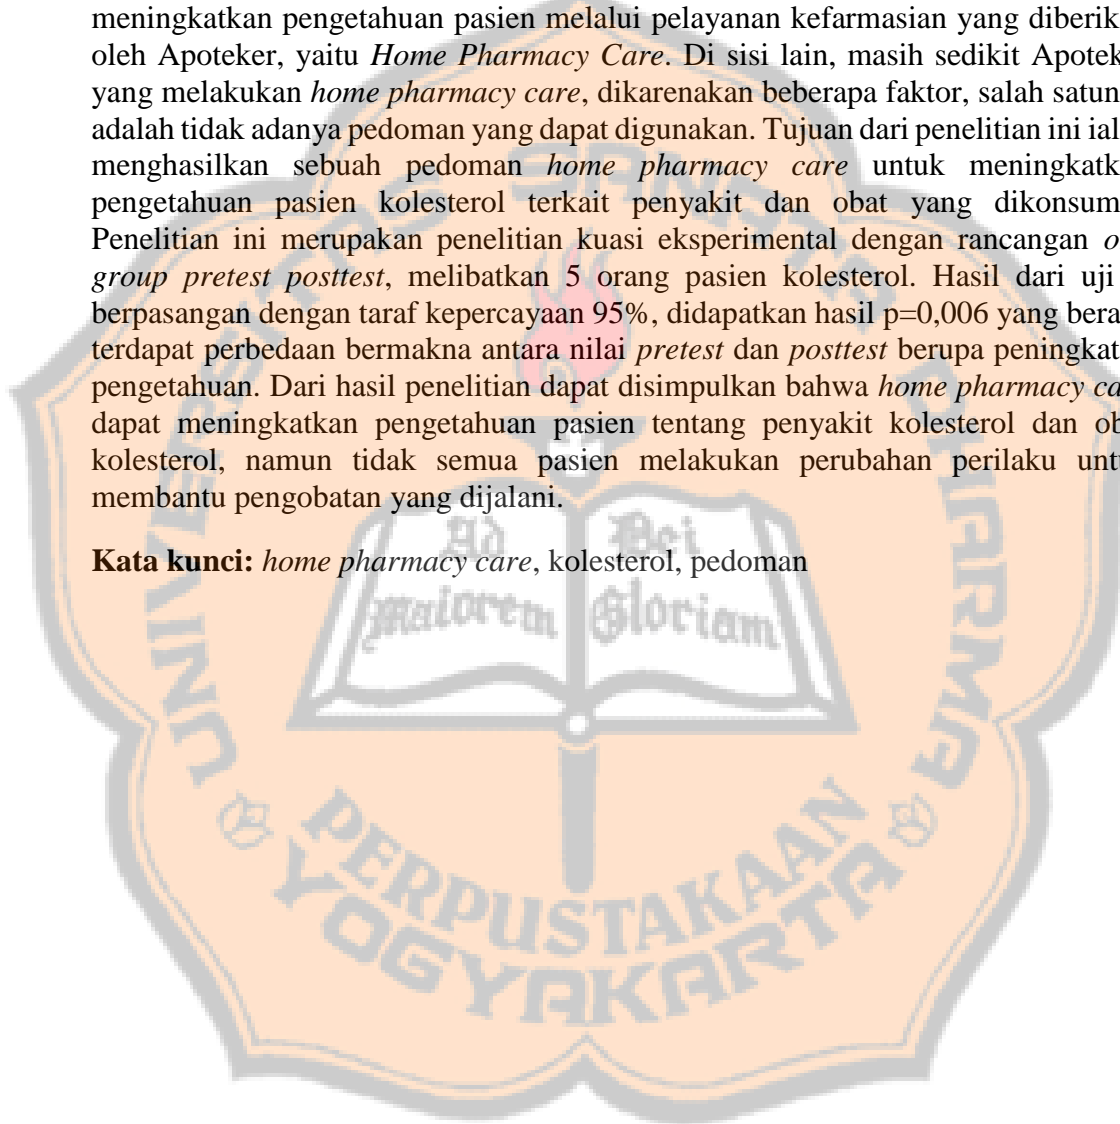 meningkatkan pengetahuan pasien melalui pelayanan kefarmasian yang diberik
oleh Apoteker, yaitu Home Pharmacy Care. Di sisi lain, masih sedikit Apotek
yang melakukan home pharmacy care, dikarenakan beberapa faktor, salah satun
adalah tidak adanya pedoman yang dapat digunakan. Tujuan dari penelitian ini ial
menghasilkan sebuah pedoman home pharmacy care untuk meningkatk
pengetahuan pasien kolesterol terkait penyakit dan obat yang dikonsum
Penelitian ini merupakan penelitian kuasi eksperimental dengan rancangan o
group pretest posttest, melibatkan 5 orang pasien kolesterol. Hasil dari uji
berpasangan dengan taraf kepercayaan 95%, didapatkan hasil p=0,006 yang bera
terdapat perbedaan bermakna antara nilai pretest dan posttest berupa peningkat
pengetahuan. Dari hasil penelitian dapat disimpulkan bahwa home pharmacy ca
dapat meningkatkan pengetahuan pasien tentang penyakit kolesterol dan ob
kolesterol, namun tidak semua pasien melakukan perubahan perilaku untu
membantu pengobatan yang dijalani.
Kata kunci: home pharmacy care, kolesterol, pedoman
UNIVERSITAS SANATA DHARMA
Ad Dei
Maiorem Gloriam
PERPUSTAKAAN
YOGYAKARTA